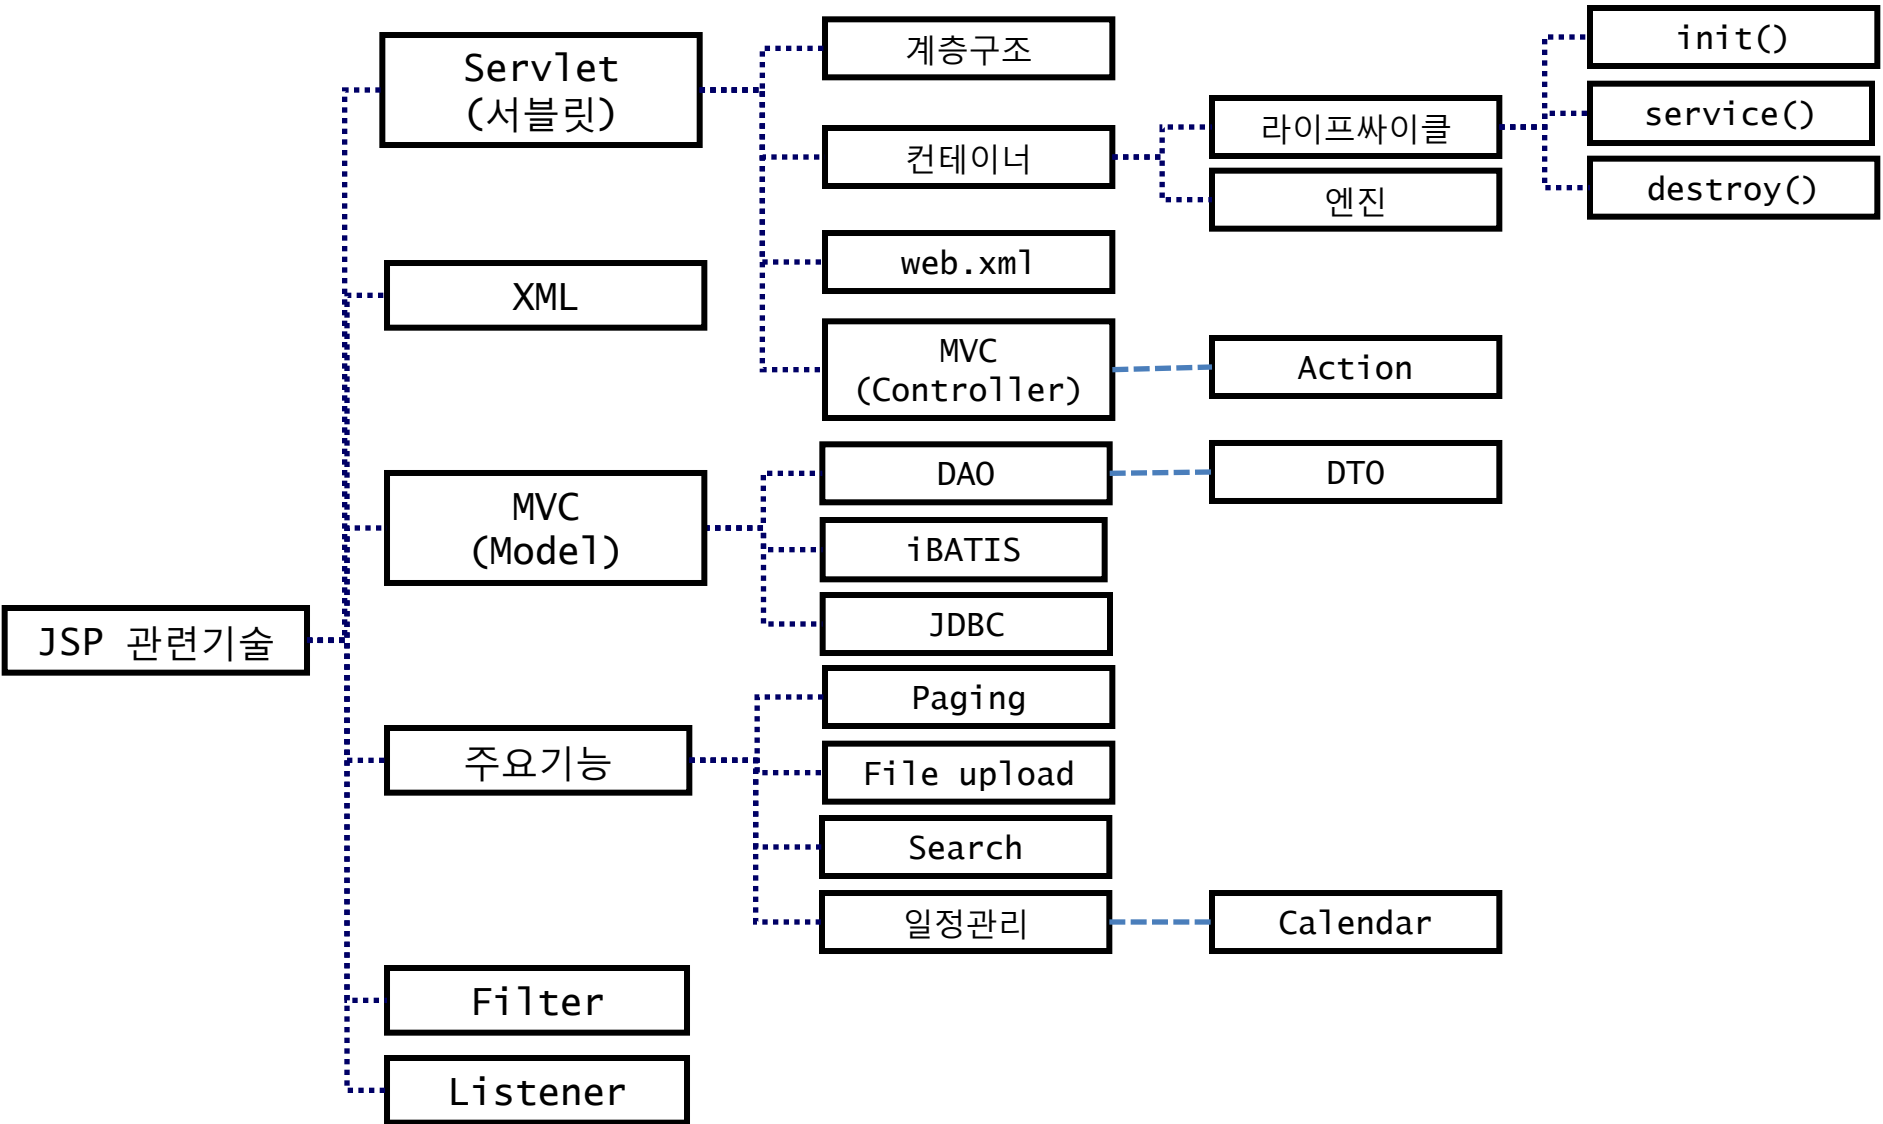 JSP 관련기술
Servlet
(서블릿)
계층구조
컨테이너
라이프싸이클
init()
service()
destroy()
엔진
web.xml
MVC
(Controller)
Action
XML
MVC
(Model)
DAO
DTO
iBATIS
JDBC
주요기능
Paging
File upload
Search
일정관리
Calendar
Filter
Listener